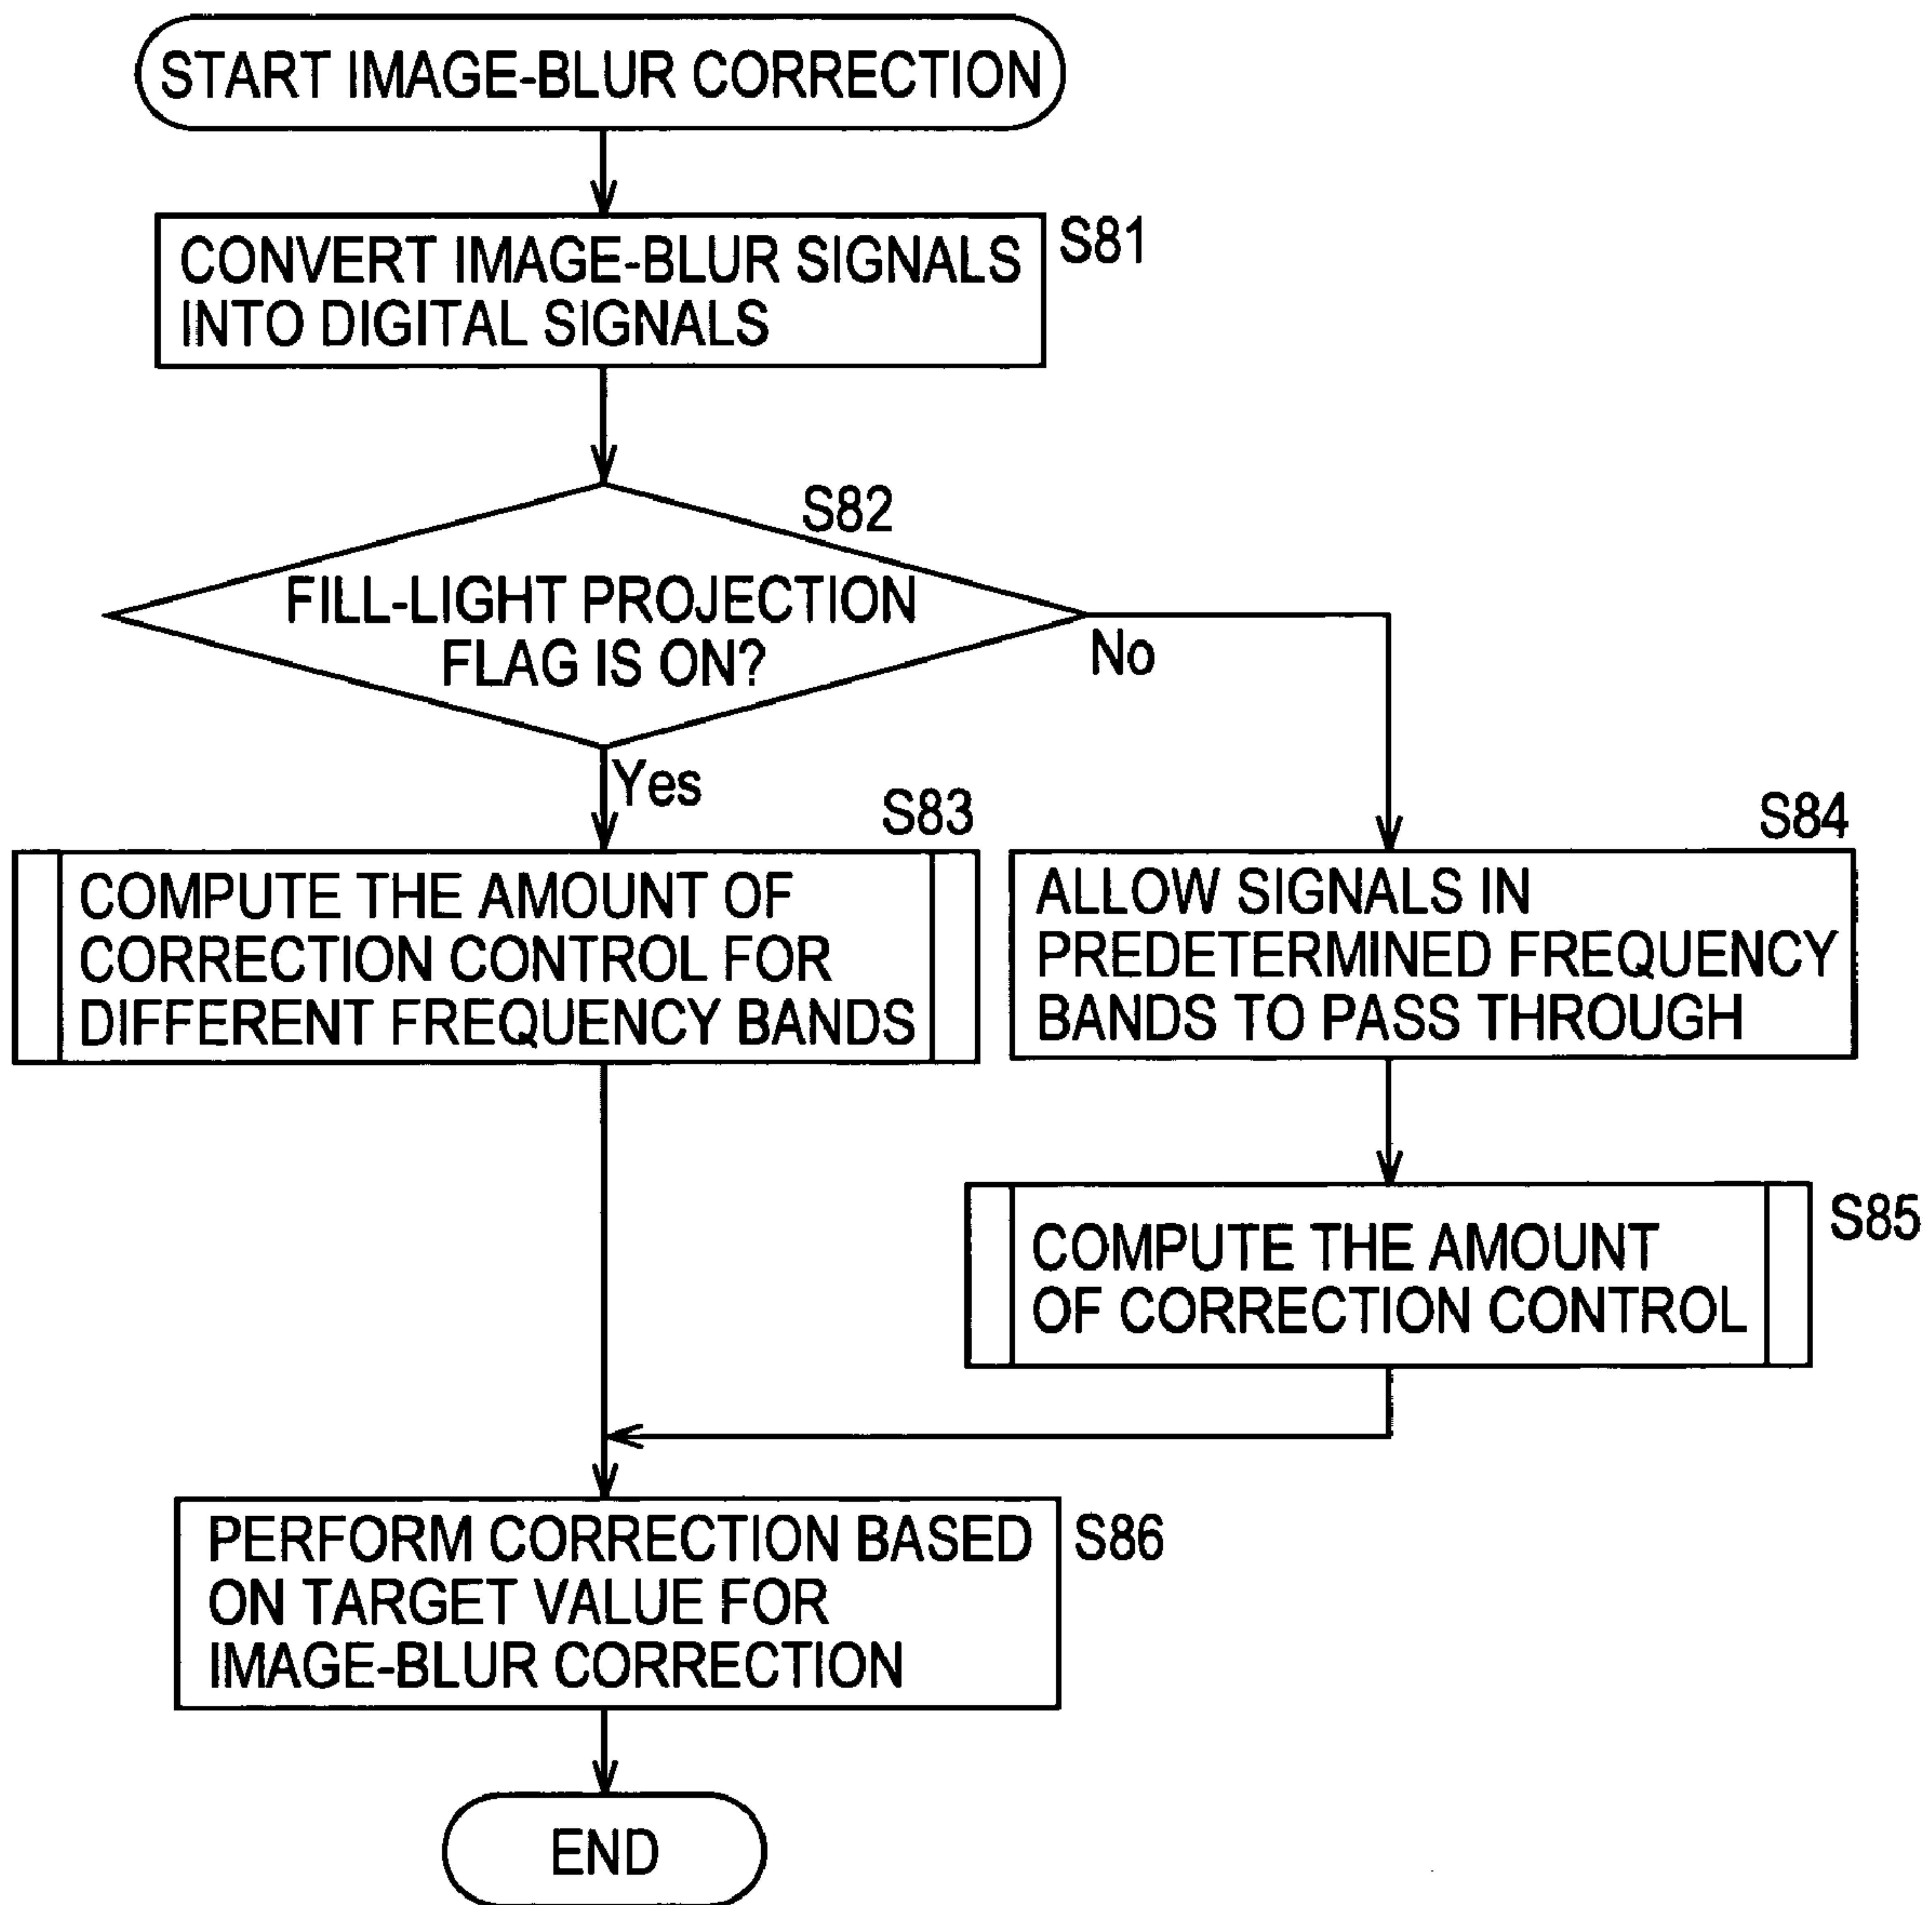 START IMAGE-BLUR CORRECTION
CONVERT IMAGE-BLUR SIGNALS
INTO DIGITAL SIGNALS
S81
S82
FILL-LIGHT PROJECTION
FLAG IS ON?
No
Yes
S83
COMPUTE THE AMOUNT OF
CORRECTION CONTROL FOR
DIFFERENT FREQUENCY BANDS
S84
ALLOW SIGNALS IN
PREDETERMINED FREQUENCY
BANDS TO PASS THROUGH
S85
COMPUTE THE AMOUNT
OF CORRECTION CONTROL
PERFORM CORRECTION BASED
ON TARGET VALUE FOR
IMAGE-BLUR CORRECTION
S86
END